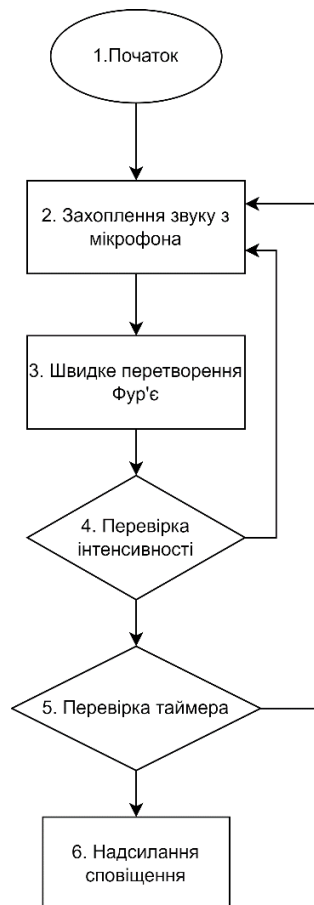 1.Початок
2. Захоплення звуку з
мікрофона
3. Швидке перетворення
Фур'є
4. Перевірка
інтенсивності
5. Перевірка таймера
6. Надсилання
сповіщення